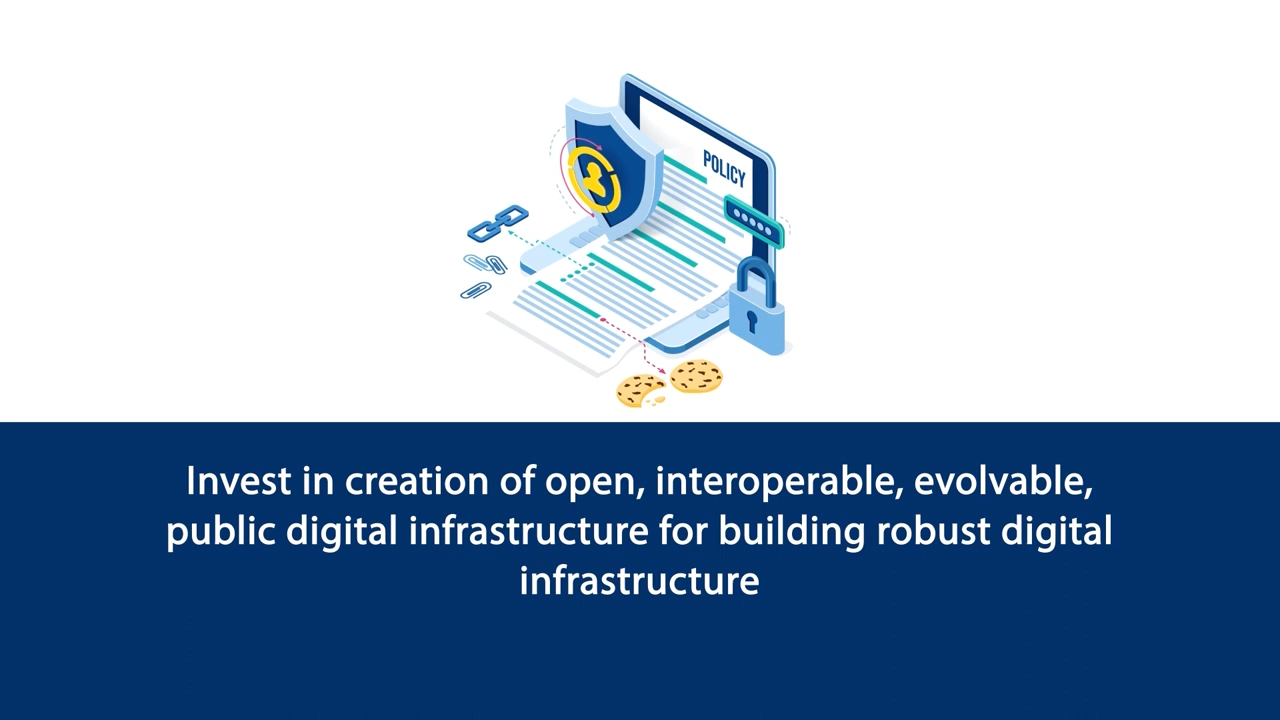 POLICY
Invest in creation of open, interoperable, evolvable,
public digital infrastructure for building robust digital
infrastructure